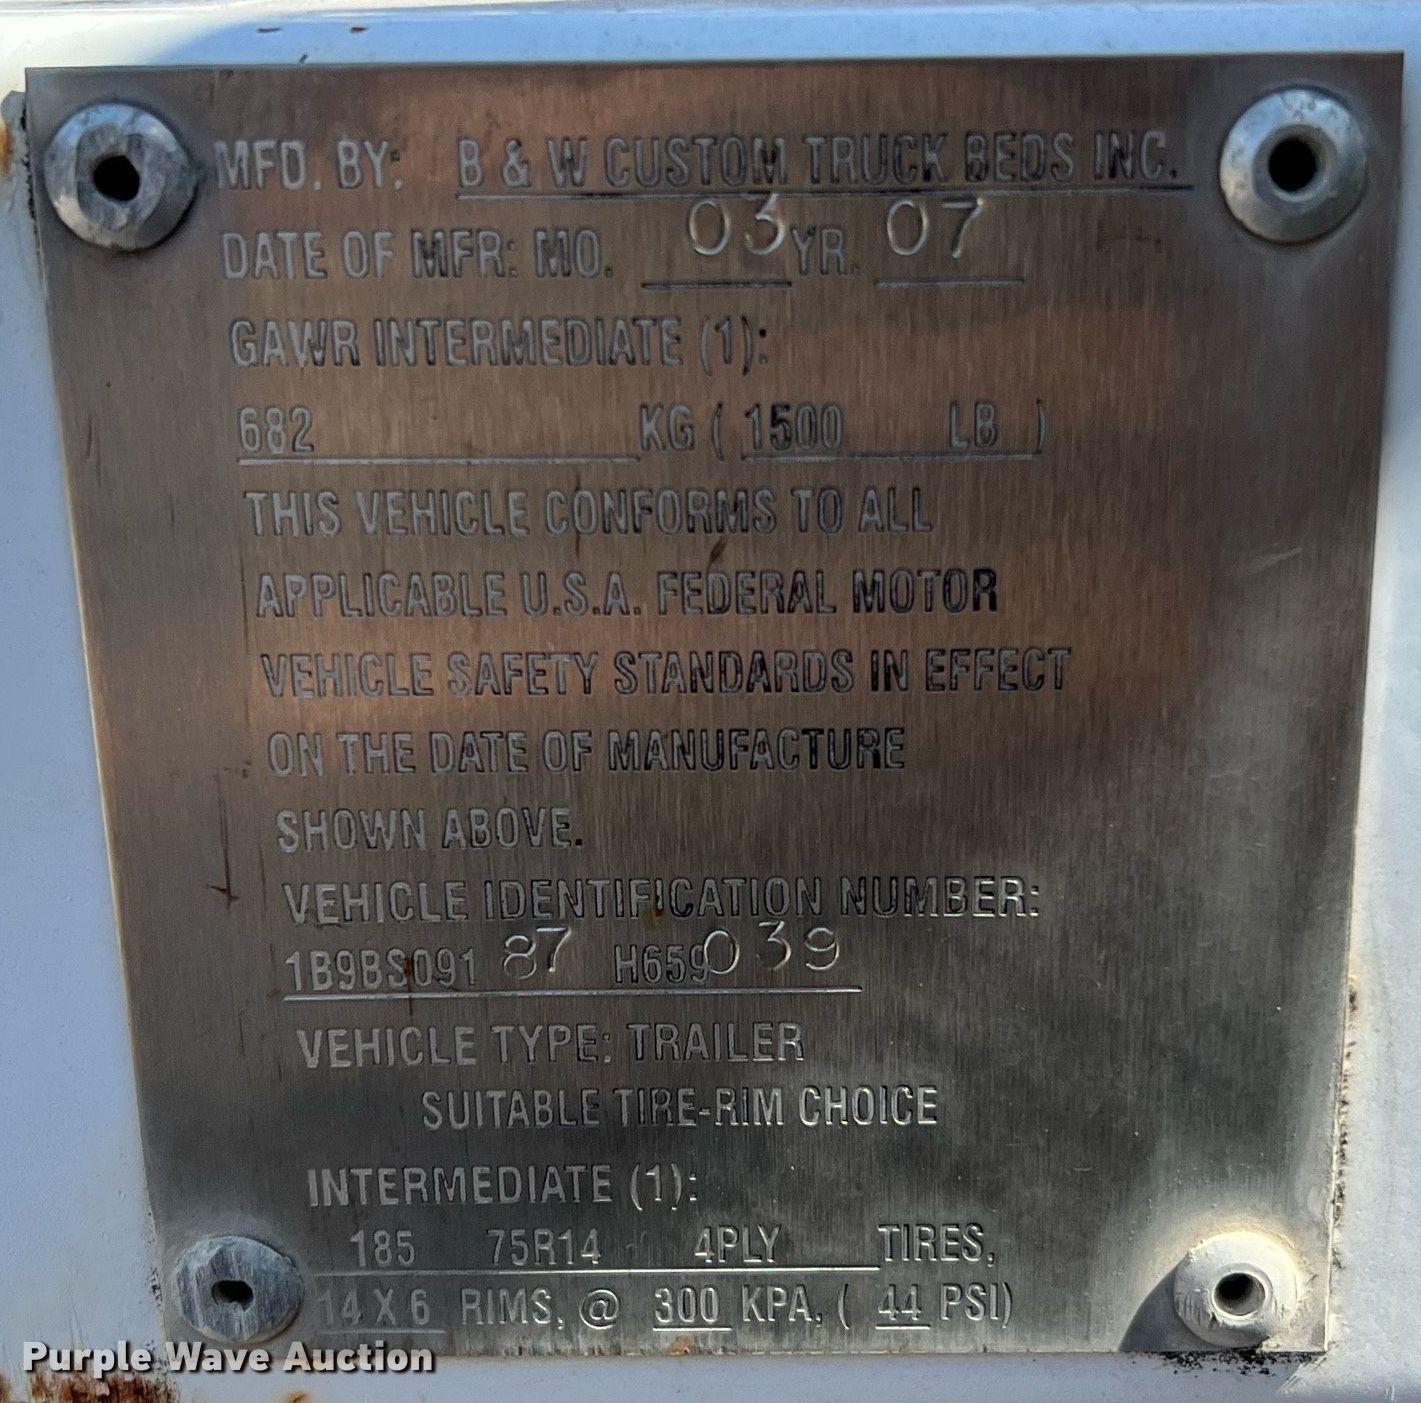 MFD. BY: B & W CUSTOM TRUCK BEDS INC.
DATE OF MFR: MO. 03 YR. 07
GAWR INTERMEDIATE (1):
682 KG ( 1500 LB )
THIS VEHICLE CONFORMS TO ALL
APPLICABLE U.S.A. FEDERAL MOTOR
VEHICLE SAFETY STANDARDS IN EFFECT
ON THE DATE OF MANUFACTURE
SHOWN ABOVE.
VEHICLE IDENTIFICATION NUMBER:
1B9BS091 87 H659039
VEHICLE TYPE: TRAILER
SUITABLE TIRE-RIM CHOICE
INTERMEDIATE (1):
185 75R14 4PLY TIRES,
14 X 6 RIMS, @ 300 KPA, ( 44 PSI)
Purple Wave Auction